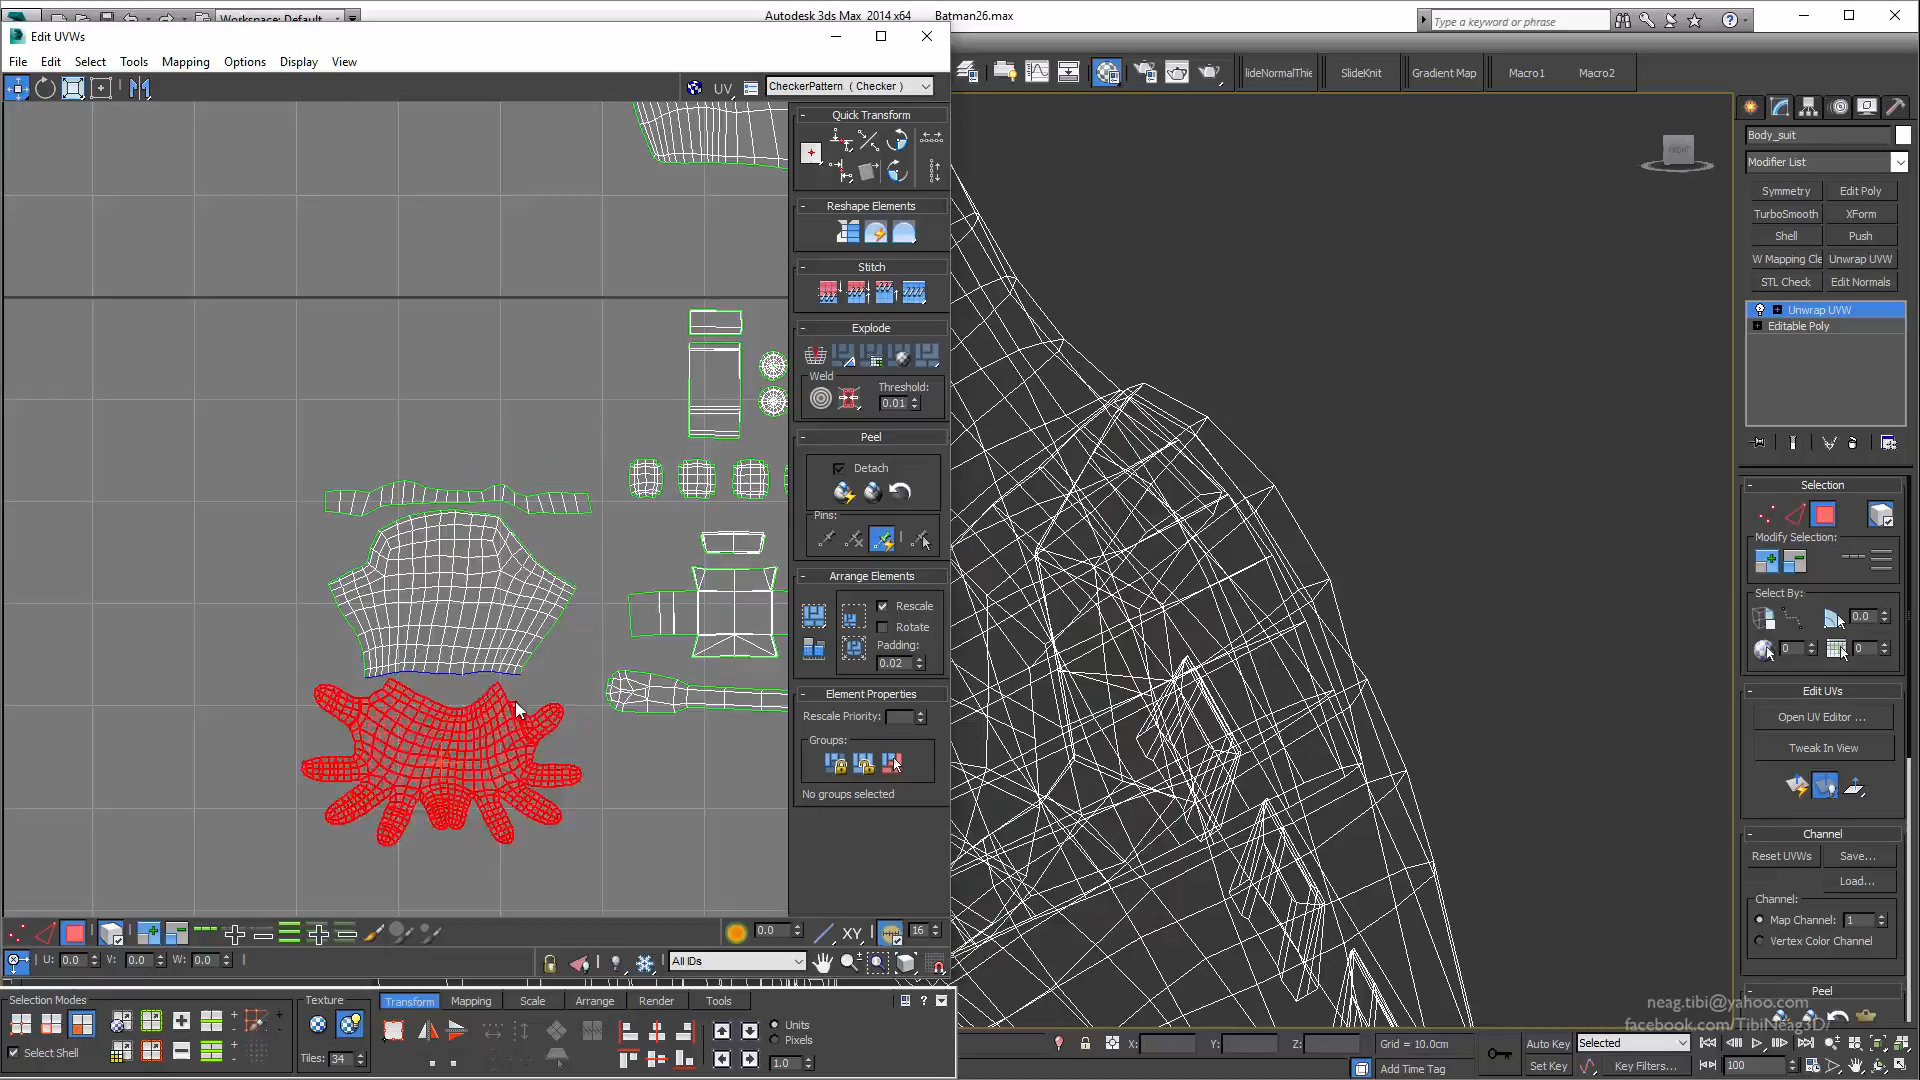 Workspace: Default
Autodesk 3ds Max 2014 x64 Batman26.max
Type a keyword or phrase
Edit UVWs
File Edit Select Tools Mapping Options Display View
UV
CheckerPattern ( Checker )
lideNormalThie SlideKnit Gradient Map Macro1 Macro2
Quick Transform
Reshape Elements
Stitch
Explode
Weld
Threshold:
0.01
Peel
Detach
Pins:
Arrange Elements
Rescale
Rotate
Padding:
0.02
Element Properties
Rescale Priority:
Groups:
No groups selected
FRONT
Body_suit
Modifier List
Symmetry Edit Poly
TurboSmooth XForm
Shell Push
W Mapping Cle Unwrap UVW
STL Check Edit Normals
Unwrap UVW
Editable Poly
Selection
Modify Selection:
Select By:
0.0
0 0
Edit UVs
Open UV Editor ...
Tweak In View
Channel
Reset UVWs Save...
Load...
Channel:
Map Channel: 1
Vertex Color Channel
Peel
neag.tibi@yahoo.com
facebook.com/TibiNeag3D/
0.0 XY 16
U: 0.0 V: 0.0 W: 0.0
All IDs
Selection Modes
Select Shell
Texture
Tiles: 34
Transform Mapping Scale Arrange Render Tools
Units
Pixels
1.0
X: Y: Z: Grid = 10.0cm
Add Time Tag
Auto Key Selected
Set Key Key Filters...
100